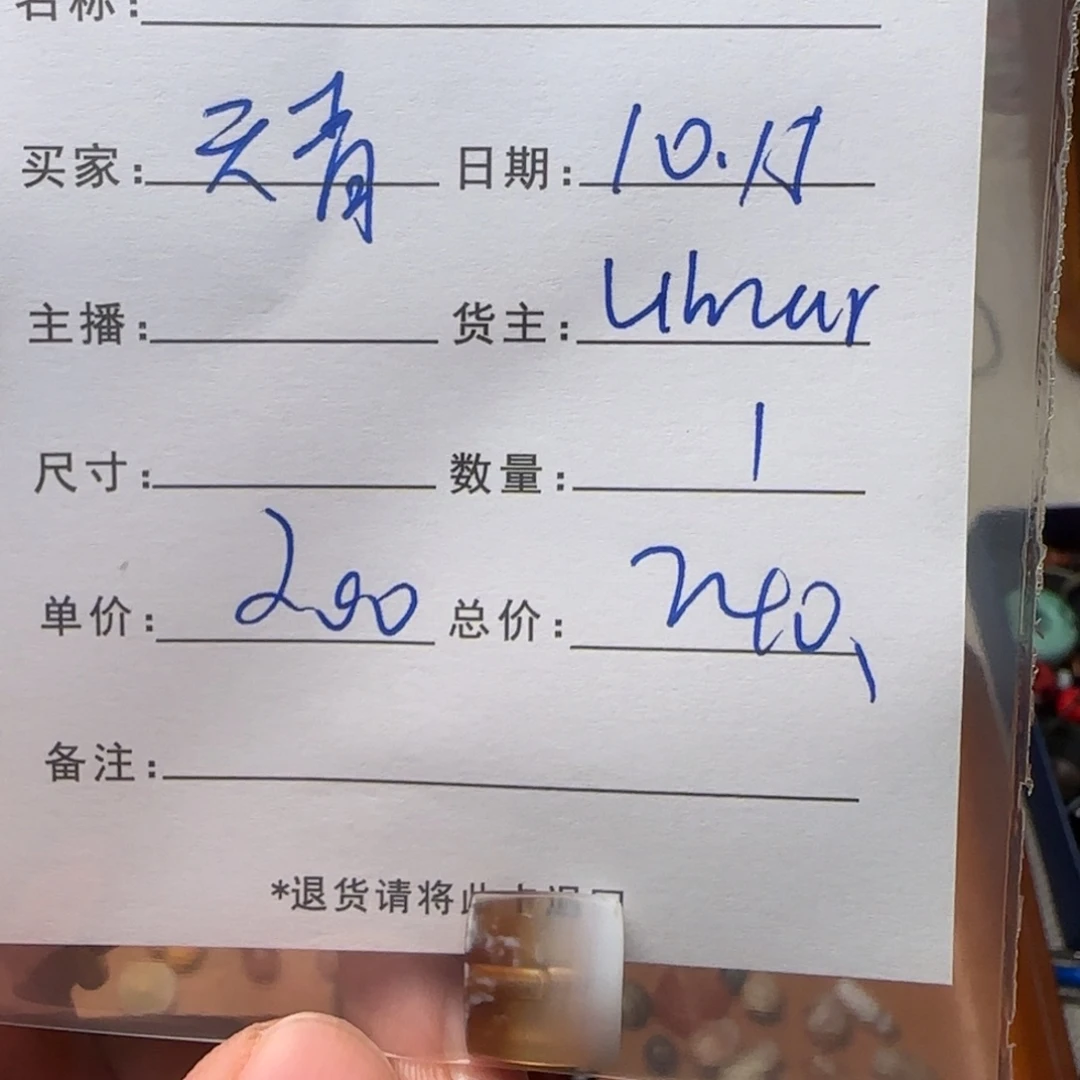 名称：
买家：天青 日期：10.17
主播： 货主：Umar
尺寸： 数量：1
单价：200 总价：240
备注：
*退货请将此卡退回